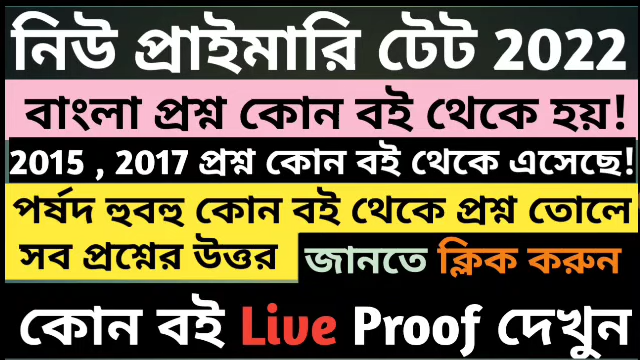 নিউ প্রাইমারি টেট 2022
বাংলা প্রশ্ন কোন বই থেকে হয়!
2015 , 2017 প্রশ্ন কোন বই থেকে এসেছে!
পর্ষদ হুবহু কোন বই থেকে প্রশ্ন তোলে
সব প্রশ্নের উত্তর জানতে ক্লিক করুন
কোন বই Live Proof দেখুন